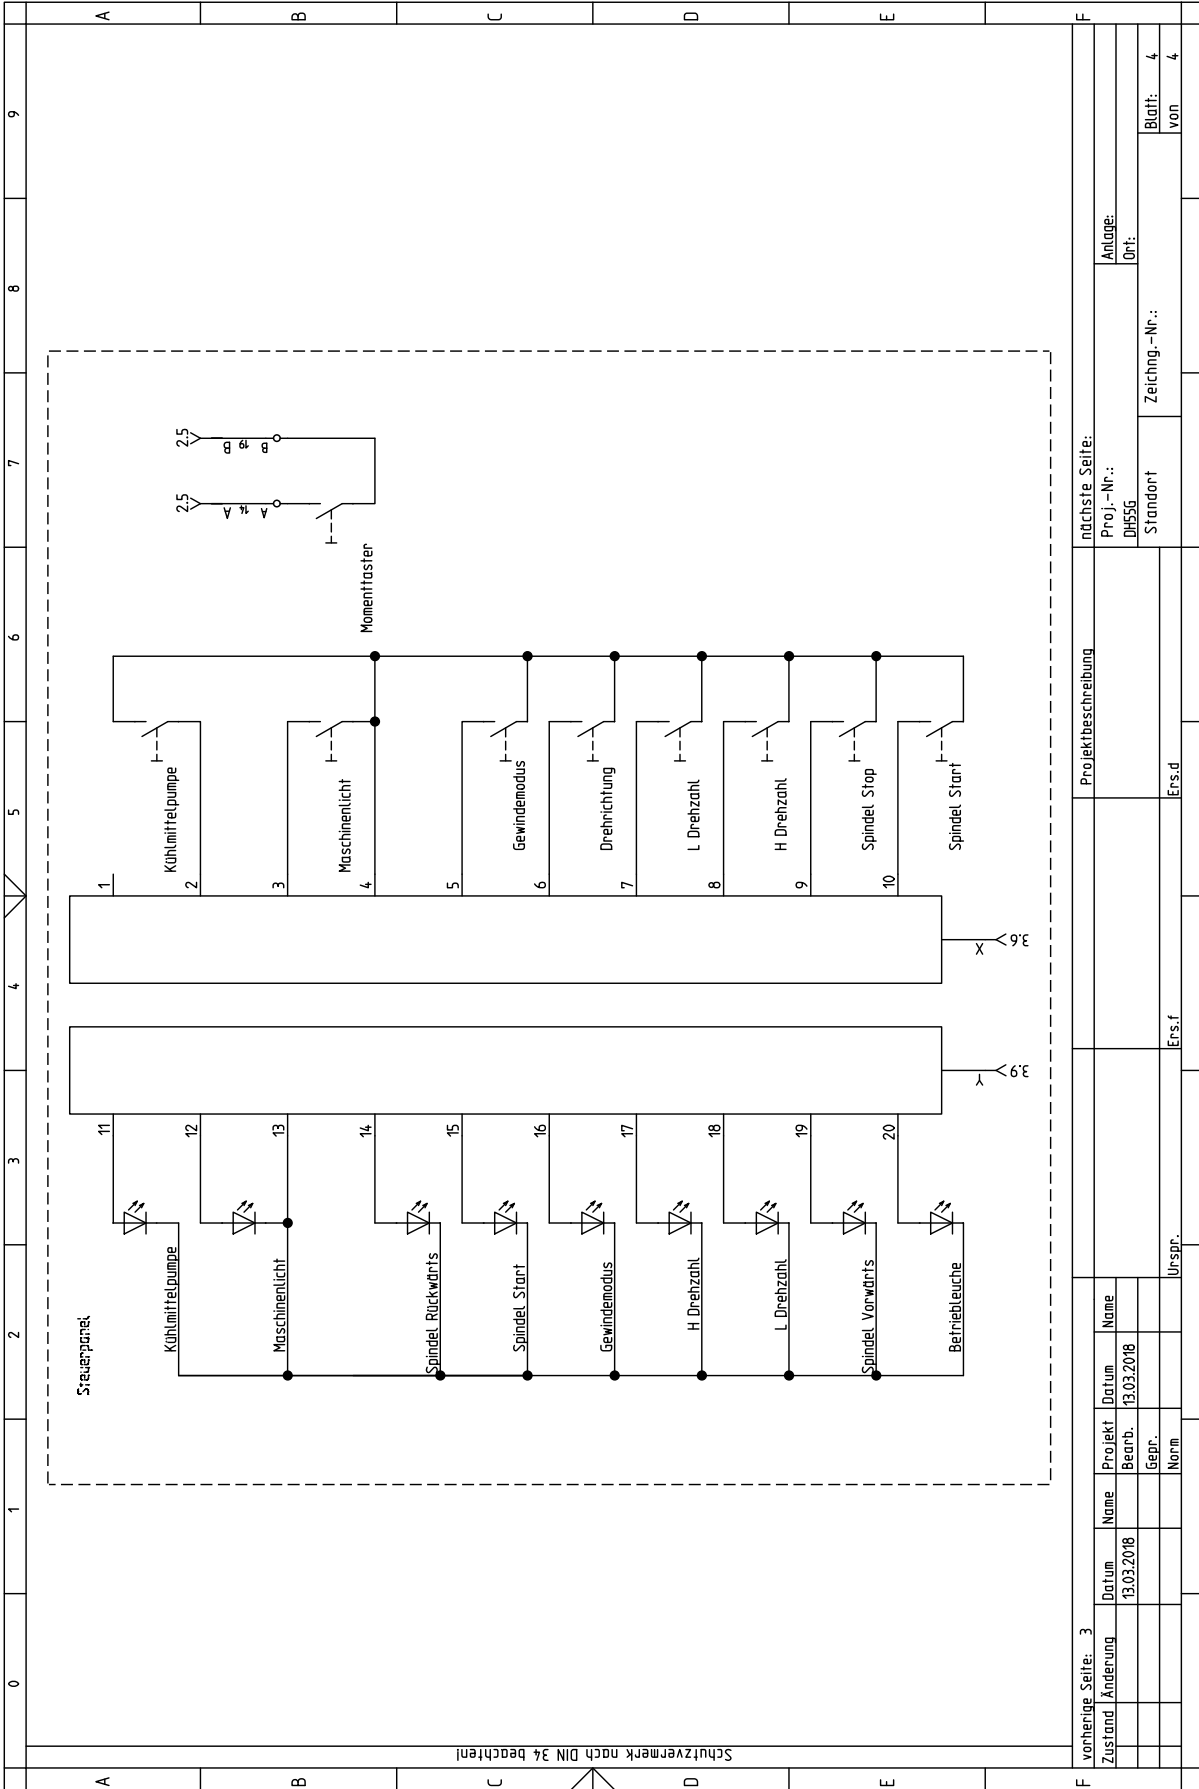 0 1 2 3 4 5 6 7 8 9
A
B
C
D
E
F
A
B
C
D
E
F
Schutzvermerk nach DIN 34 beachten!
Steuerpanel
11
Kühlmittelpumpe
12
Maschinenlicht
13
14
Spindel Rückwärts
15
Spindel Start
16
Gewindemodus
17
H Drehzahl
18
L Drehzahl
19
Spindel Vorwärts
20
Betriebleuche
Y
3.9
X
3.6
1
Kühlmittelpumpe
2
3
Maschinenlicht
4
5
Gewindemodus
6
Drehrichtung
7
L Drehzahl
8
H Drehzahl
9
Spindel Stop
10
Spindel Start
Momenttaster
2.5
A 14 A
2.5
B 19 B
vorherige Seite: 3
Zustand Änderung Datum Name Projekt Datum Name
13.03.2018 Bearb. 13.03.2018
Gepr.
Norm
Urspr. Ers.f Ers.d
Projektbeschreibung
nächste Seite:
Proj.-Nr.:
DH55G
Anlage:
Ort:
Standort
Zeichng.-Nr.:
Blatt: 4
von 4